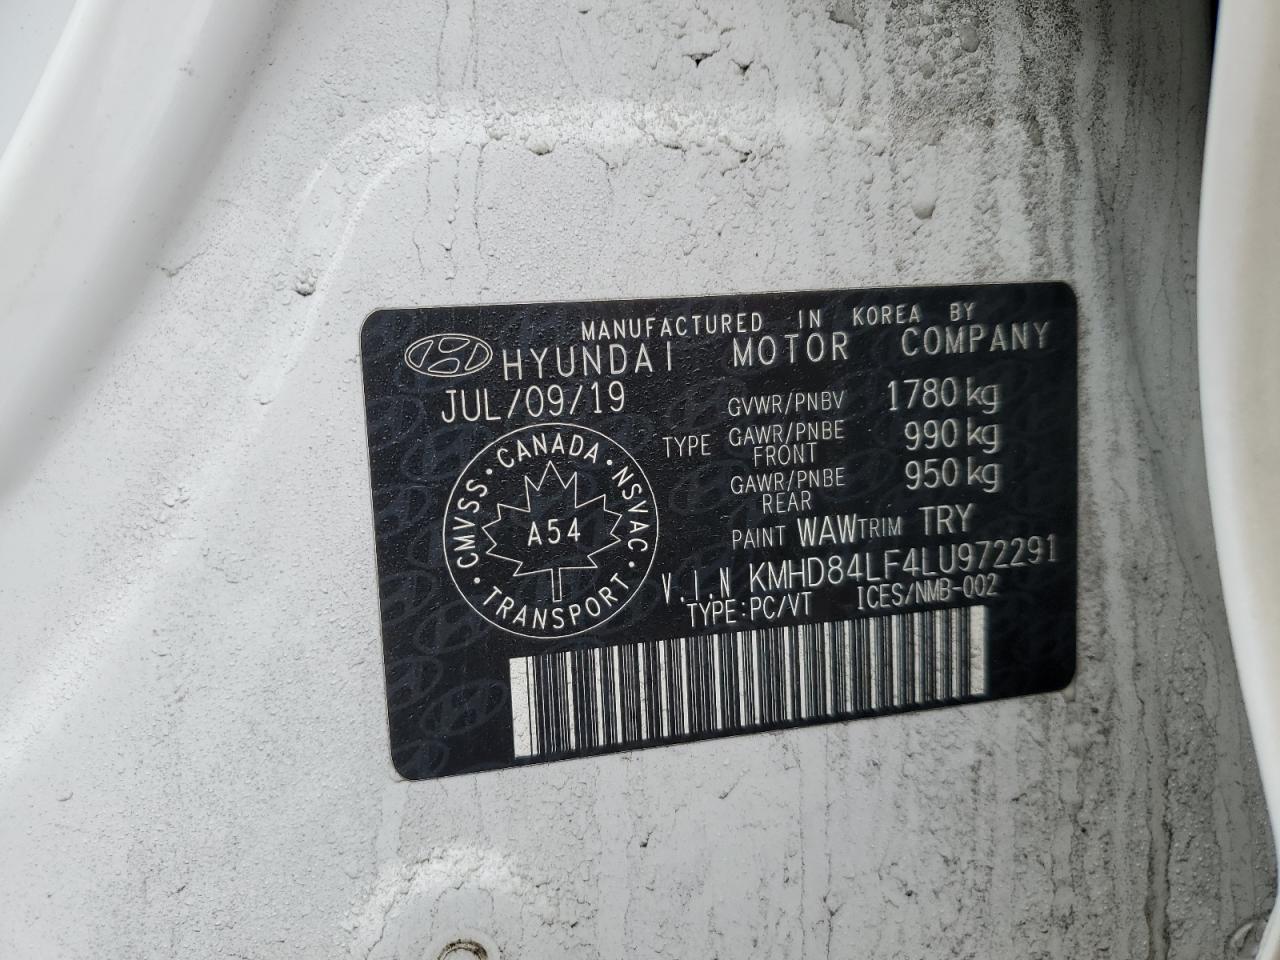 MANUFACTURED IN KOREA BY
HYUNDAI MOTOR COMPANY
JUL/09/19
GVWR/PNBV 1780 kg
TYPE GAWR/PNBE FRONT 990 kg
GAWR/PNBE REAR 950 kg
PAINT WAW TRIM TRY
V.I.N KMHD84LF4LU972291
TYPE:PC/VT ICES/NMB-002
CANADA · NSVAC · TRANSPORT · CMVSS ·
A54